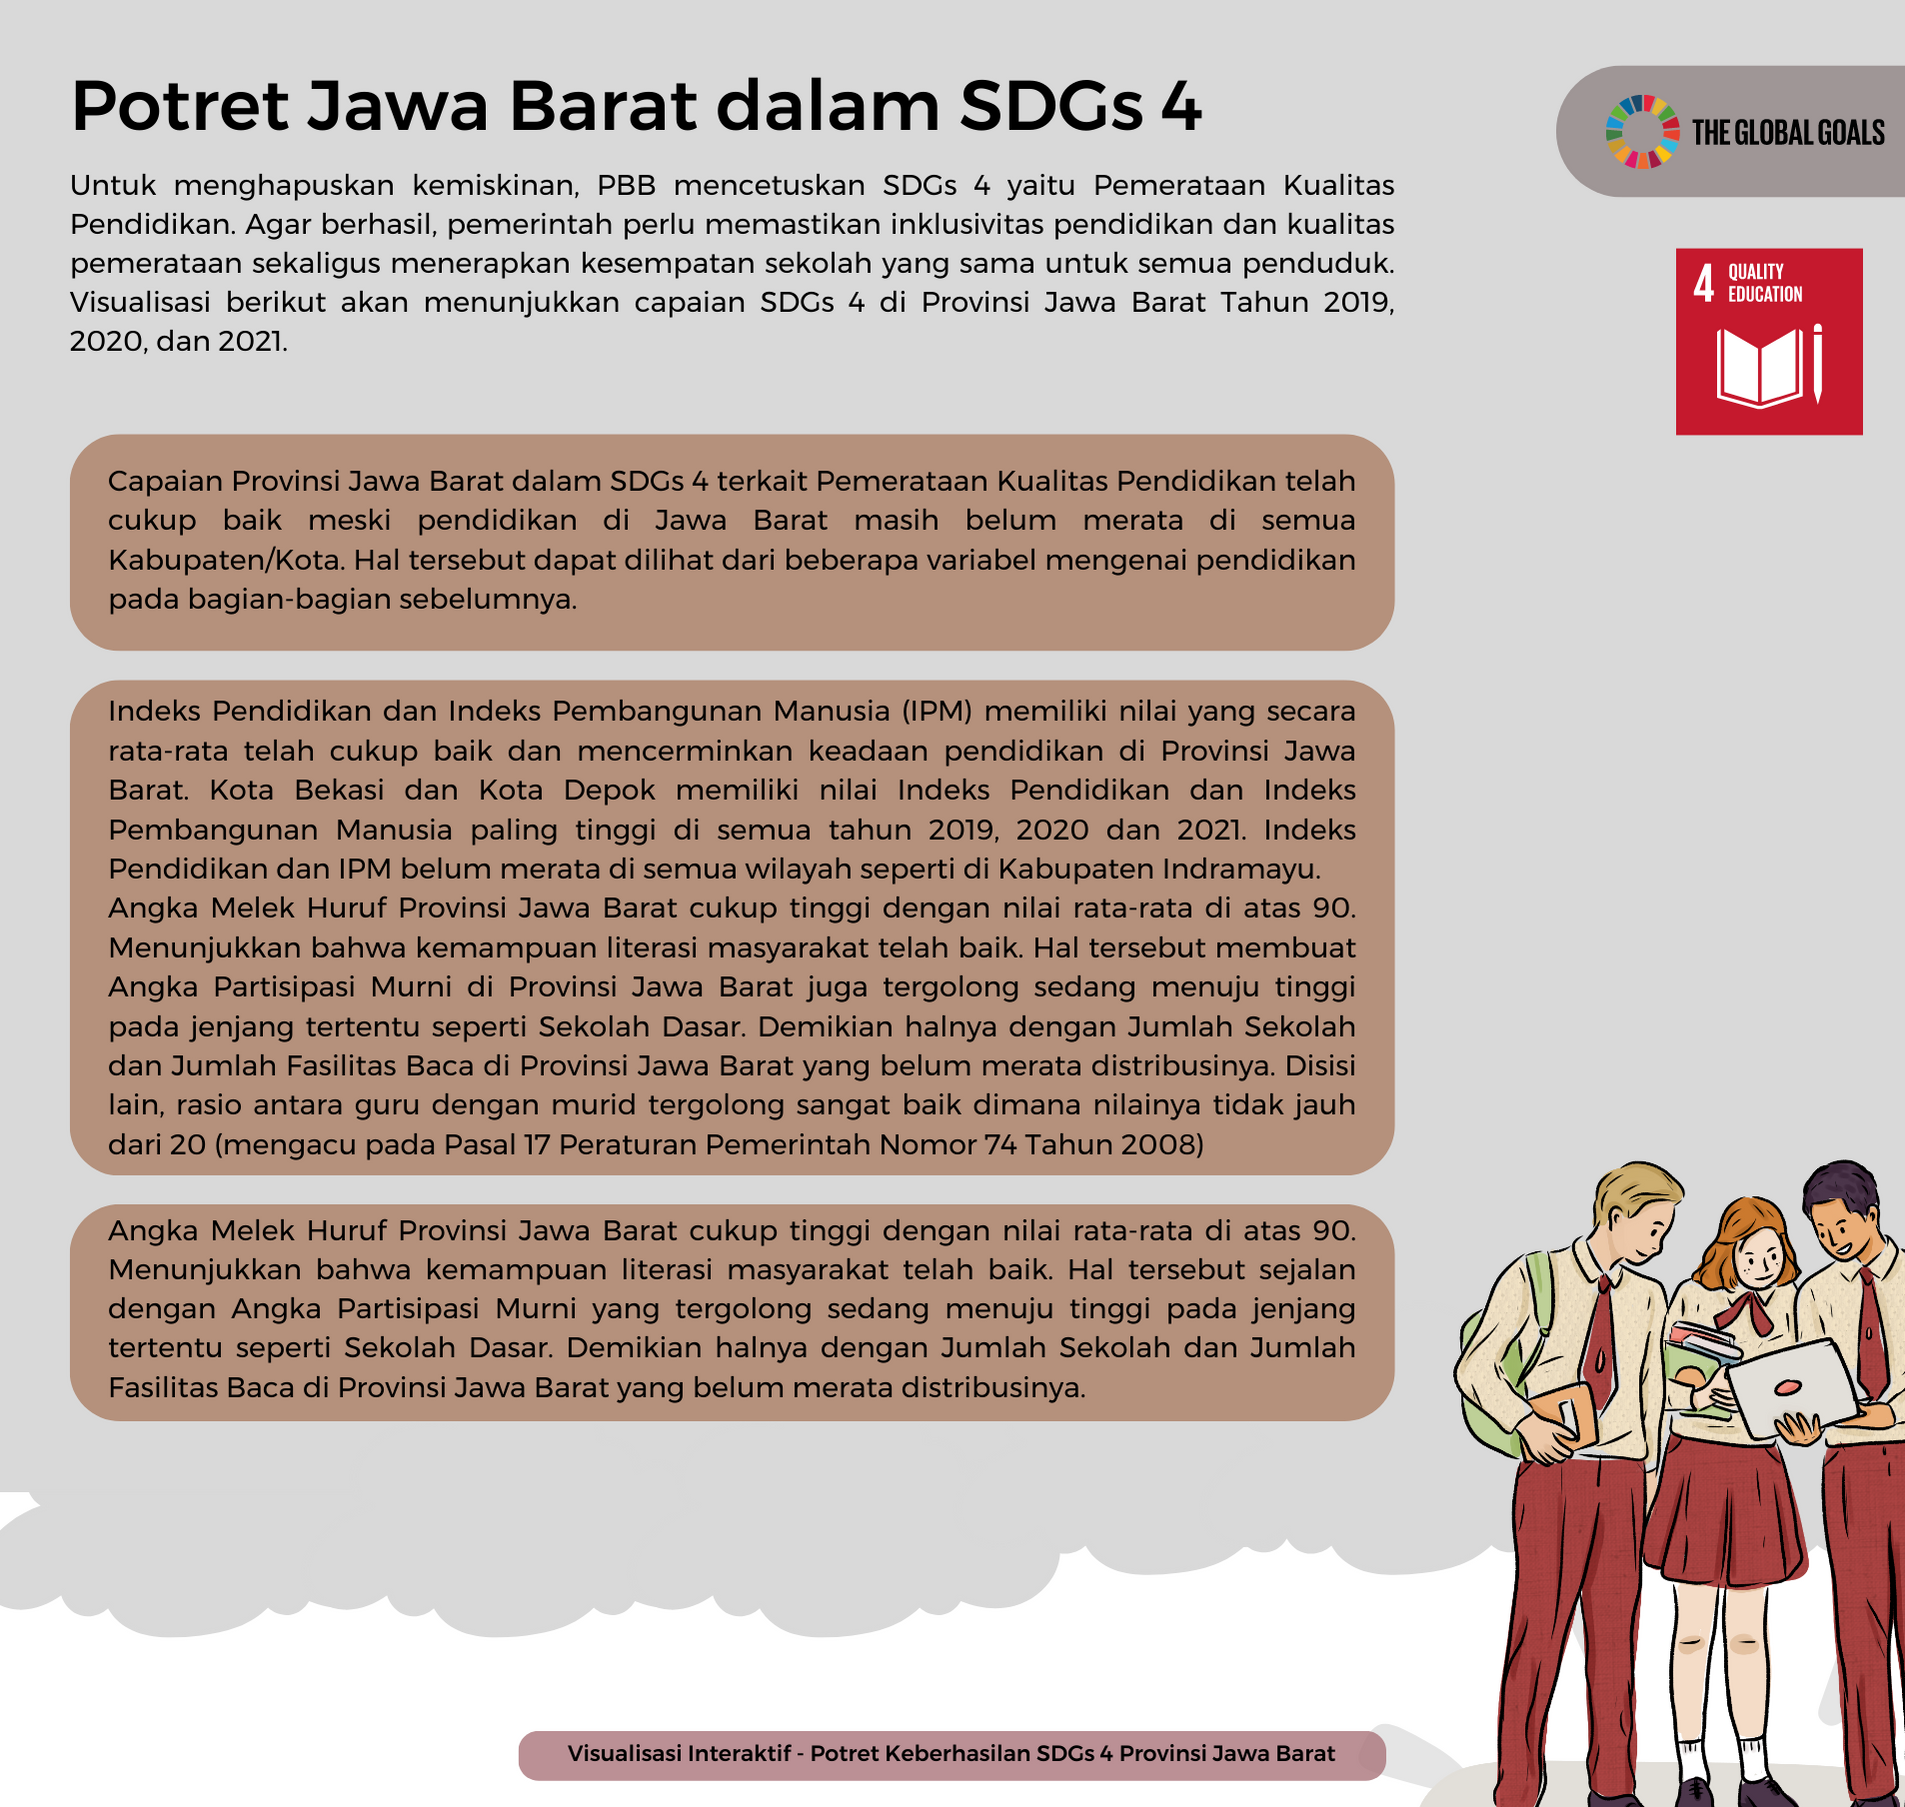 Potret Jawa Barat dalam SDGs 4
THE GLOBAL GOALS
Untuk menghapuskan kemiskinan, PBB mencetuskan SDGs 4 yaitu Pemerataan Kualitas
Pendidikan. Agar berhasil, pemerintah perlu memastikan inklusivitas pendidikan dan kualitas
pemerataan sekaligus menerapkan kesempatan sekolah yang sama untuk semua penduduk.
Visualisasi berikut akan menunjukkan capaian SDGs 4 di Provinsi Jawa Barat Tahun 2019,
2020, dan 2021.
4 QUALITY
EDUCATION
Capaian Provinsi Jawa Barat dalam SDGs 4 terkait Pemerataan Kualitas Pendidikan telah
cukup baik meski pendidikan di Jawa Barat masih belum merata di semua
Kabupaten/Kota. Hal tersebut dapat dilihat dari beberapa variabel mengenai pendidikan
pada bagian-bagian sebelumnya.
Indeks Pendidikan dan Indeks Pembangunan Manusia (IPM) memiliki nilai yang secara
rata-rata telah cukup baik dan mencerminkan keadaan pendidikan di Provinsi Jawa
Barat. Kota Bekasi dan Kota Depok memiliki nilai Indeks Pendidikan dan Indeks
Pembangunan Manusia paling tinggi di semua tahun 2019, 2020 dan 2021. Indeks
Pendidikan dan IPM belum merata di semua wilayah seperti di Kabupaten Indramayu.
Angka Melek Huruf Provinsi Jawa Barat cukup tinggi dengan nilai rata-rata di atas 90.
Menunjukkan bahwa kemampuan literasi masyarakat telah baik. Hal tersebut membuat
Angka Partisipasi Murni di Provinsi Jawa Barat juga tergolong sedang menuju tinggi
pada jenjang tertentu seperti Sekolah Dasar. Demikian halnya dengan Jumlah Sekolah
dan Jumlah Fasilitas Baca di Provinsi Jawa Barat yang belum merata distribusinya. Disisi
lain, rasio antara guru dengan murid tergolong sangat baik dimana nilainya tidak jauh
dari 20 (mengacu pada Pasal 17 Peraturan Pemerintah Nomor 74 Tahun 2008)
Angka Melek Huruf Provinsi Jawa Barat cukup tinggi dengan nilai rata-rata di atas 90.
Menunjukkan bahwa kemampuan literasi masyarakat telah baik. Hal tersebut sejalan
dengan Angka Partisipasi Murni yang tergolong sedang menuju tinggi pada jenjang
tertentu seperti Sekolah Dasar. Demikian halnya dengan Jumlah Sekolah dan Jumlah
Fasilitas Baca di Provinsi Jawa Barat yang belum merata distribusinya.
Visualisasi Interaktif - Potret Keberhasilan SDGs 4 Provinsi Jawa Barat